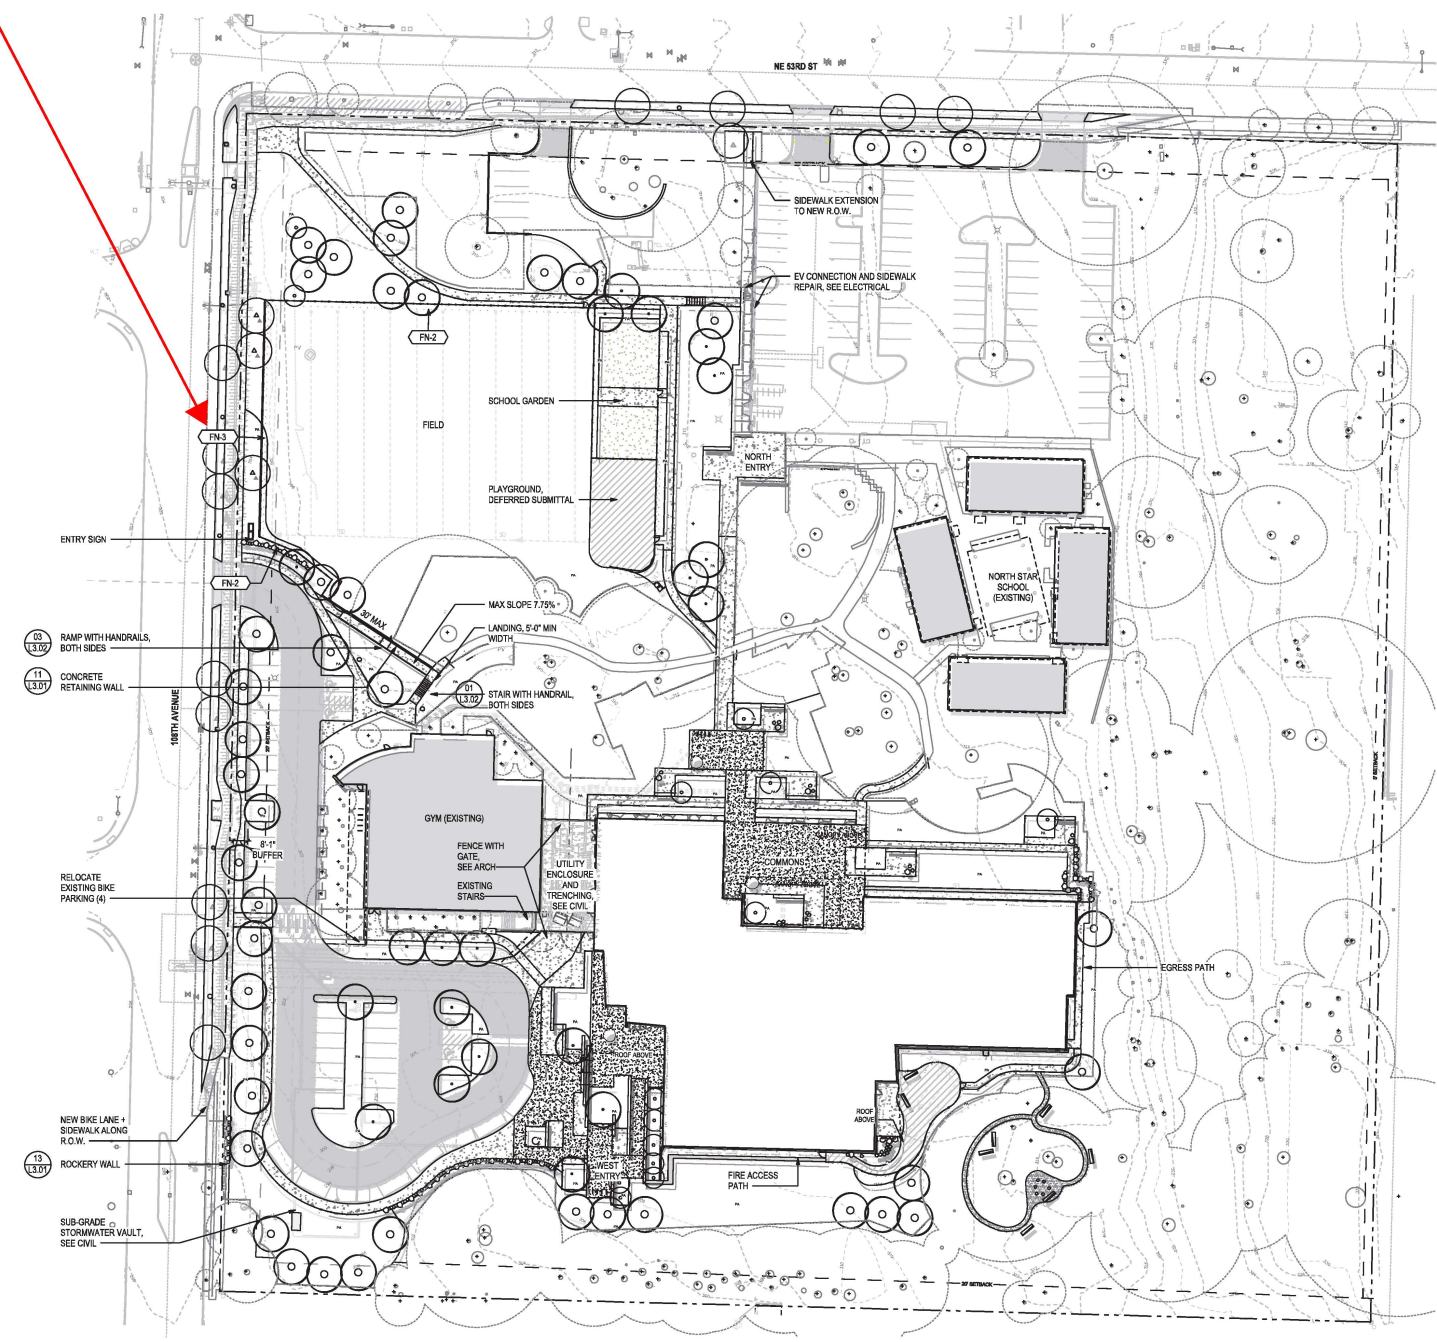 NE 53RD ST
SIDEWALK EXTENSION
TO NEW R.O.W.
EV CONNECTION AND SIDEWALK
REPAIR, SEE ELECTRICAL
FN-2
SCHOOL GARDEN
FIELD
FN-3
NORTH
ENTRY
PLAYGROUND,
DEFERRED SUBMITTAL
ENTRY SIGN
FN-2
NORTH STAR
SCHOOL
(EXISTING)
30" MAX
MAX SLOPE 7.75%
LANDING, 5'-0" MIN
WIDTH
03
L3.02
RAMP WITH HANDRAILS,
BOTH SIDES
11
L3.01
CONCRETE
RETAINING WALL
01
L3.02
STAIR WITH HANDRAIL,
BOTH SIDES
108TH AVENUE
20' SETBACK
5' SETBACK
GYM (EXISTING)
8'-1"
BUFFER
FENCE WITH
GATE,
SEE ARCH
EXISTING
STAIRS
UTILITY
ENCLOSURE
AND
TRENCHING,
SEE CIVIL
COMMONS
RELOCATE
EXISTING BIKE
PARKING (4)
EGRESS PATH
ROOF ABOVE
ROOF
ABOVE
NEW BIKE LANE +
SIDEWALK ALONG
R.O.W.
13
L3.01
ROCKERY WALL
WEST
ENTRY
FIRE ACCESS
PATH
SUB-GRADE
STORMWATER VAULT,
SEE CIVIL
20' SETBACK